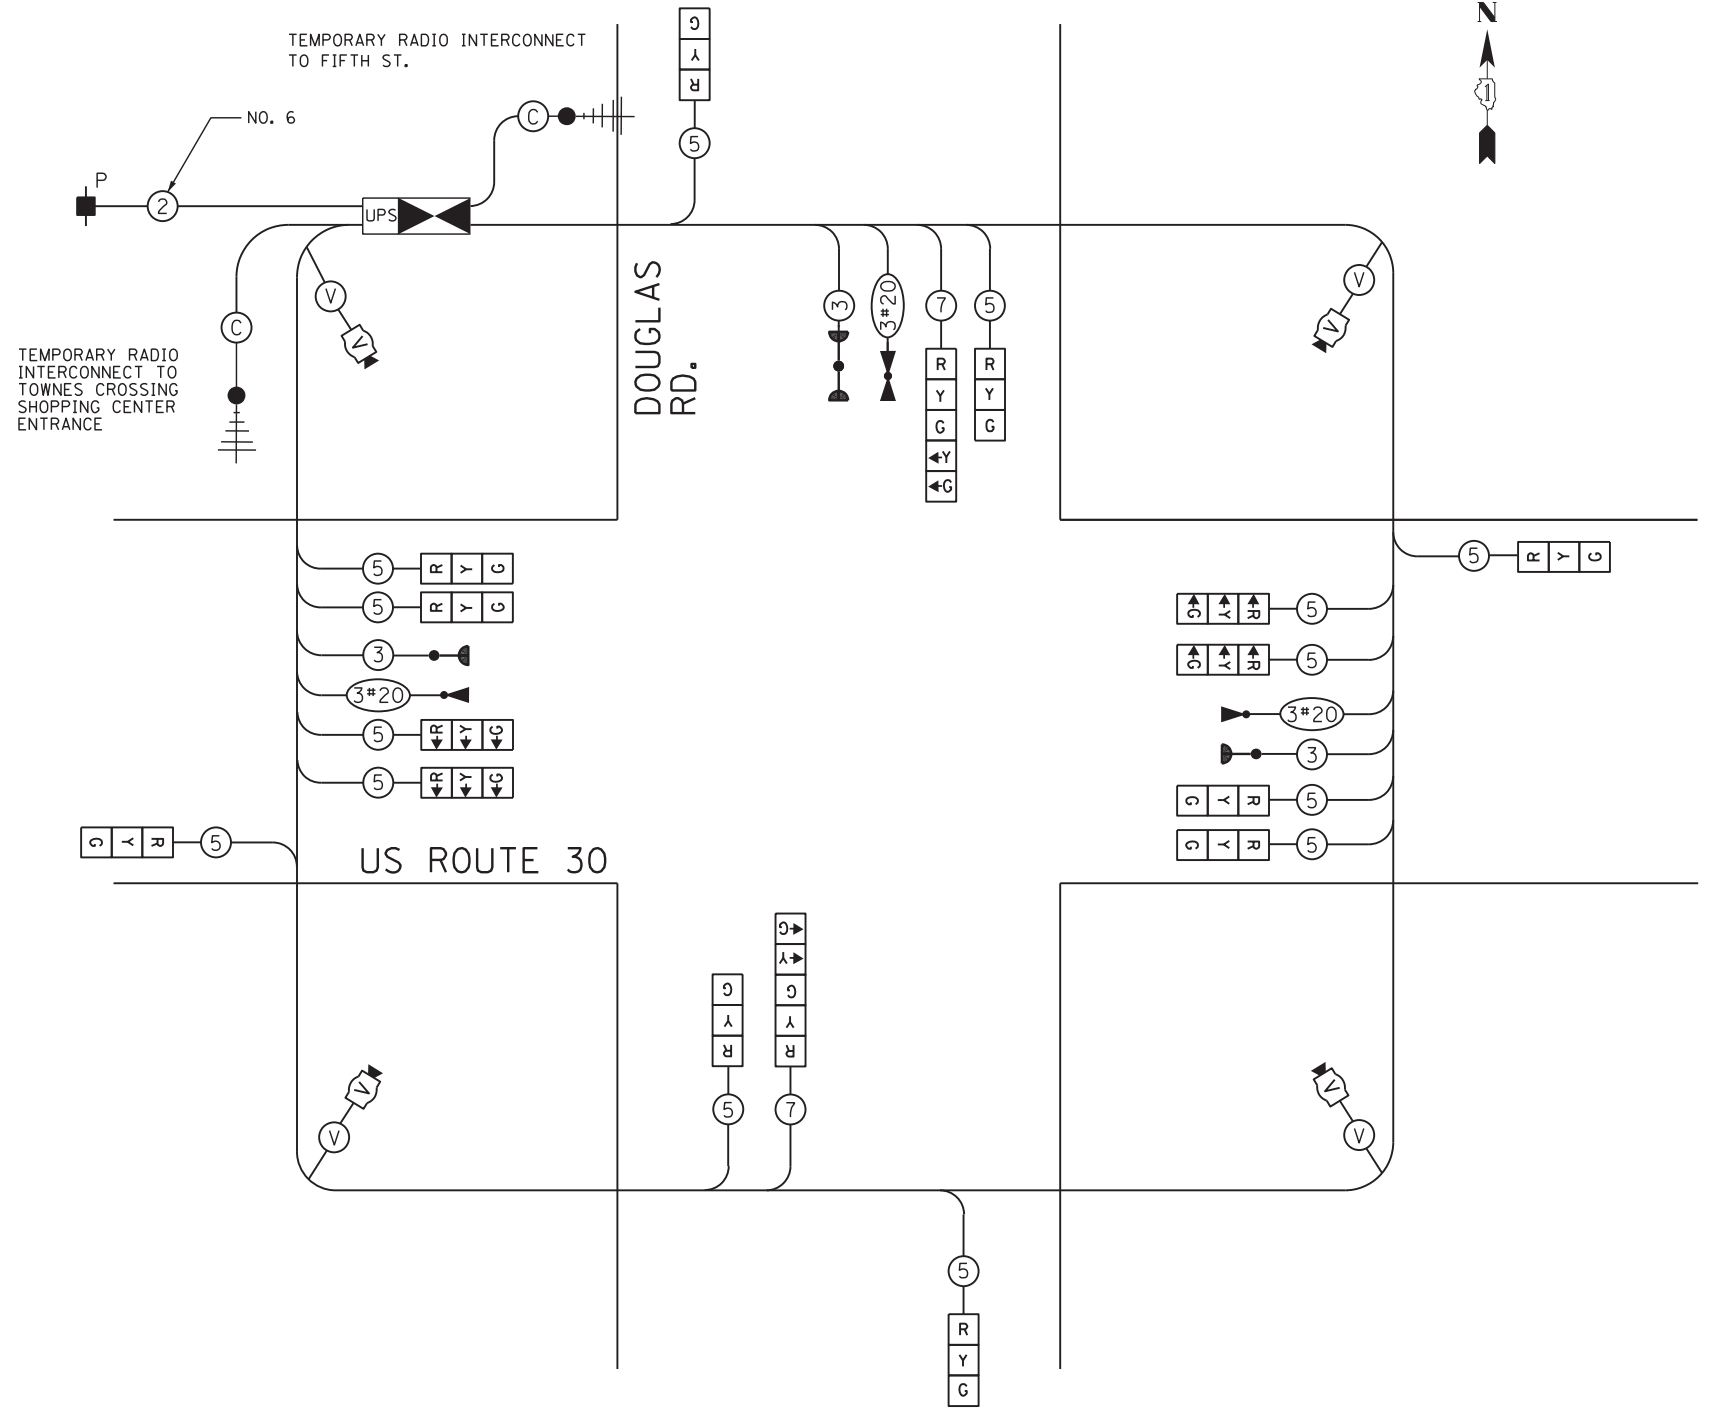 TEMPORARY RADIO INTERCONNECT
TO FIFTH ST.
N
1
NO. 6
P
2
UPS
C
G
Y
R
5
C
TEMPORARY RADIO
INTERCONNECT TO
TOWNES CROSSING
SHOPPING CENTER
ENTRANCE
V
V
DOUGLAS
RD.
3
3#20
7
R
Y
G
Y
G
5
R
Y
G
V
V
5 R Y G
5 R Y G
3
3#20
5 R Y G
5 R Y G
G Y R 5
US ROUTE 30
5 R Y G
G Y R 5
G Y R 5
3#20
3
G Y R 5
G Y R 5
G
Y
R
5
G
Y
G
Y
R
7
V
V
V
V
5
R
Y
G